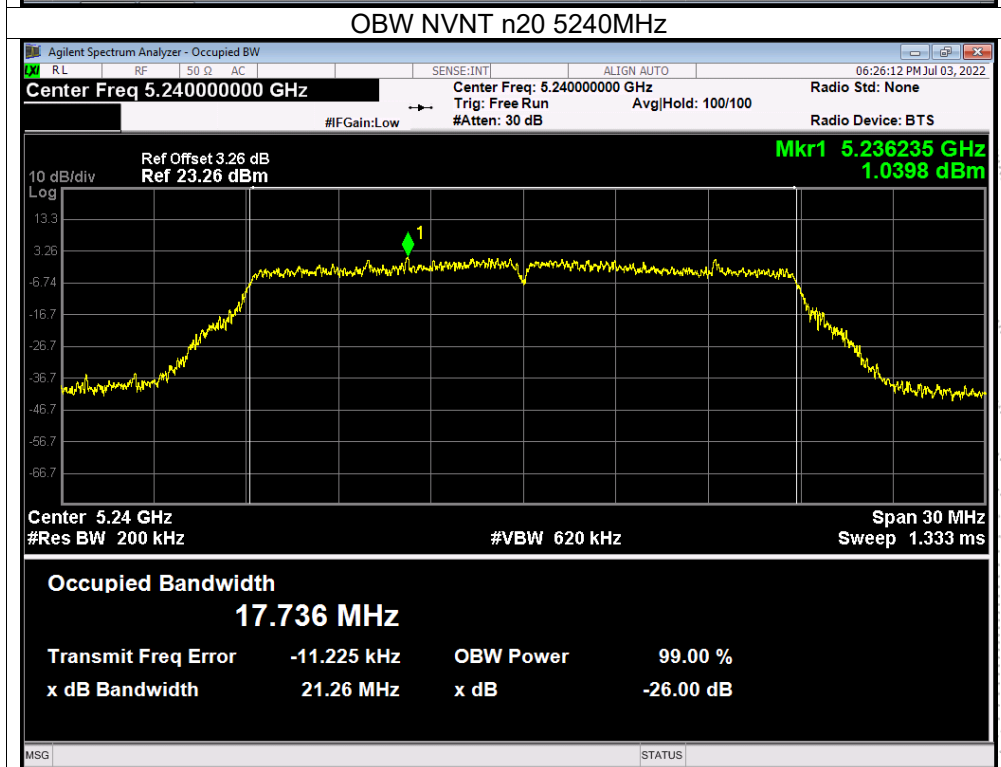 OBW NVNT n20 5240MHz
Agilent Spectrum Analyzer - Occupied BW
LXI RL RF 50 Ω AC SENSE:INT ALIGN AUTO 06:26:12 PM Jul 03, 2022
Center Freq 5.240000000 GHz Center Freq: 5.240000000 GHz Radio Std: None
Trig: Free Run Avg|Hold: 100/100
#IFGain:Low #Atten: 30 dB Radio Device: BTS
Mkr1 5.236235 GHz
1.0398 dBm
Ref Offset 3.26 dB
10 dB/div Ref 23.26 dBm
Log
1
13.3
3.26
-6.74
-16.7
-26.7
-36.7
-46.7
-56.7
-66.7
Center 5.24 GHz Span 30 MHz
#Res BW 200 kHz #VBW 620 kHz Sweep 1.333 ms
Occupied Bandwidth
17.736 MHz
Transmit Freq Error -11.225 kHz OBW Power 99.00 %
x dB Bandwidth 21.26 MHz x dB -26.00 dB
MSG STATUS